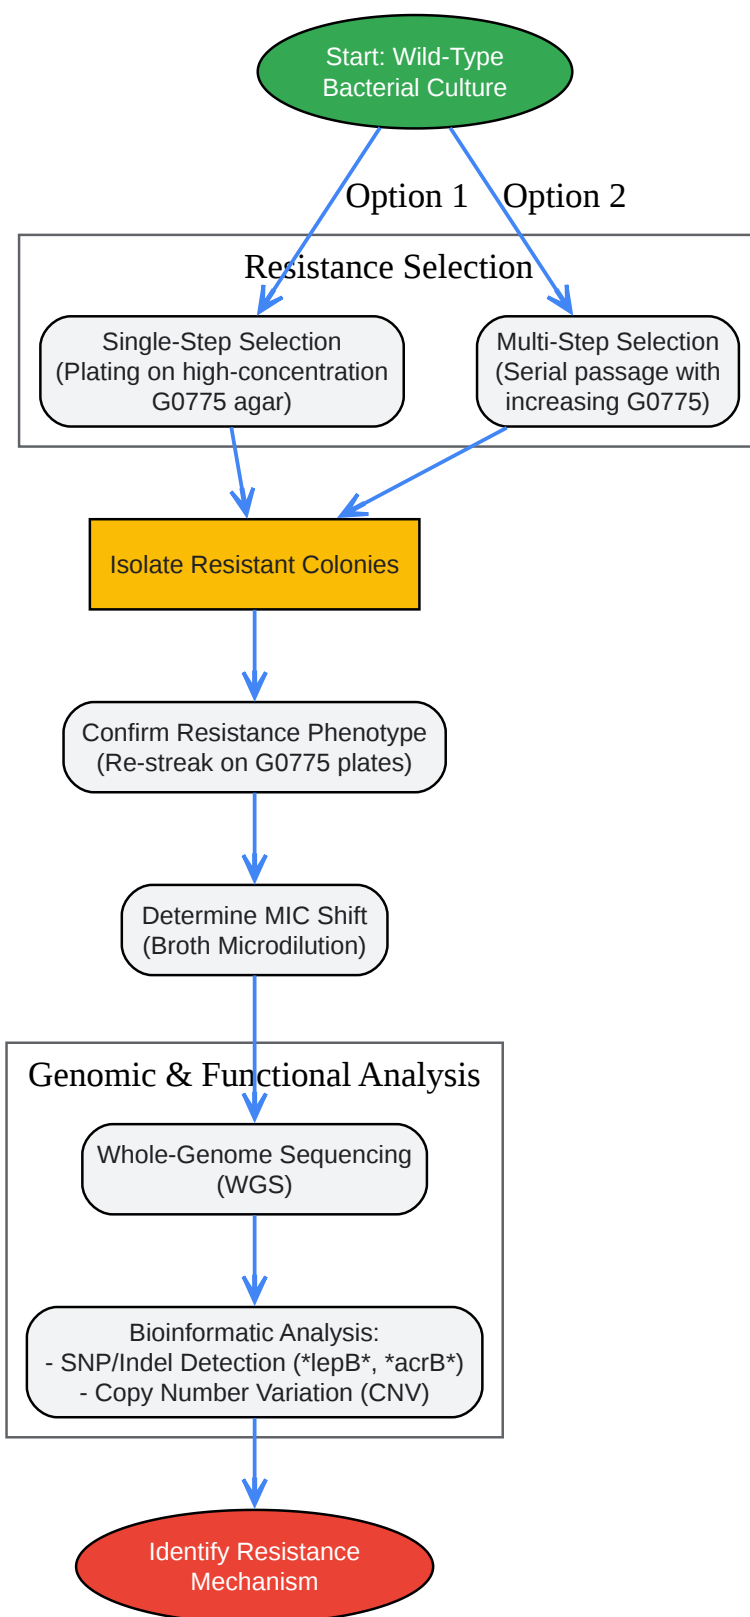 Start: Wild-Type
Bacterial Culture
Option 1
Option 2
Resistance Selection
Single-Step Selection
(Plating on high-concentration
G0775 agar)
Multi-Step Selection
(Serial passage with
increasing G0775)
Isolate Resistant Colonies
Confirm Resistance Phenotype
(Re-streak on G0775 plates)
Determine MIC Shift
(Broth Microdilution)
Genomic & Functional Analysis
Whole-Genome Sequencing
(WGS)
Bioinformatic Analysis:
- SNP/Indel Detection (*lepB*, *acrB*)
- Copy Number Variation (CNV)
Identify Resistance
Mechanism